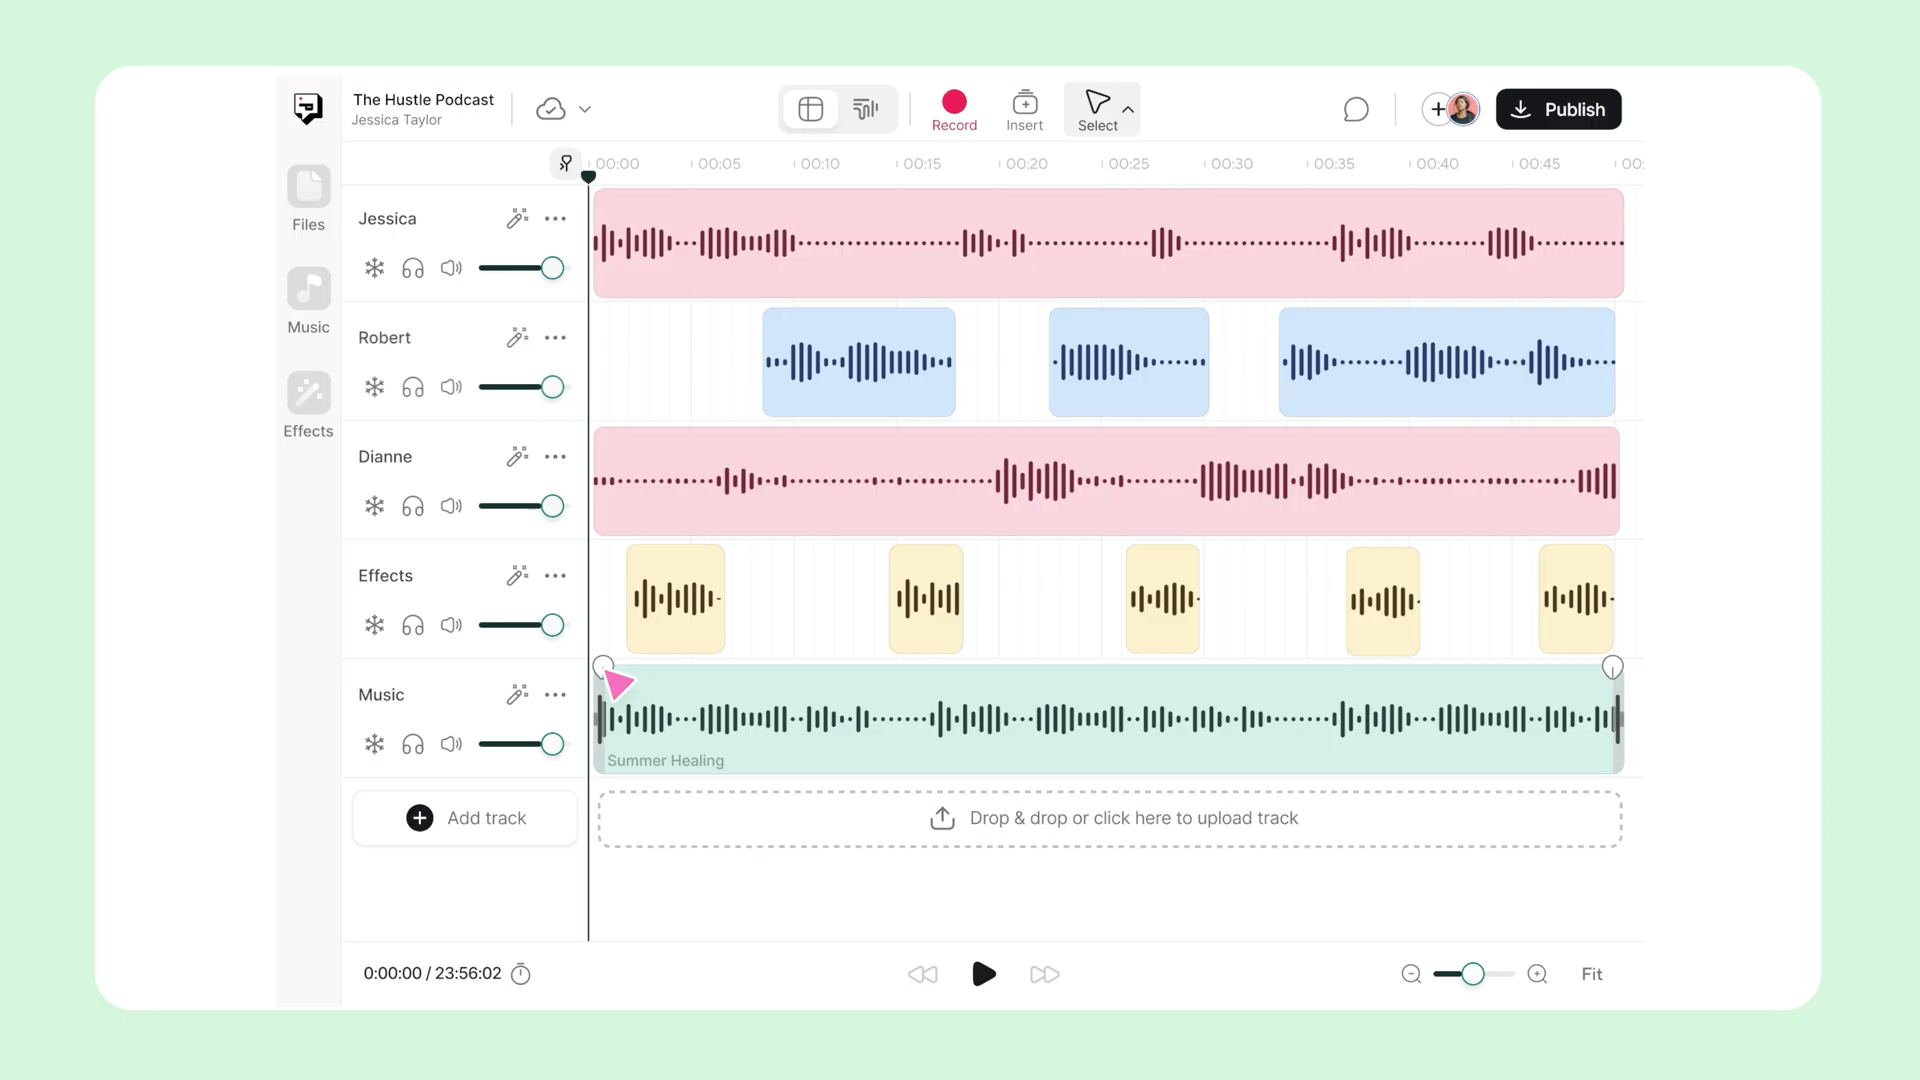 The Hustle Podcast
Jessica Taylor
Record
Insert
Select
Publish
00:00 00:05 00:10 00:15 00:20 00:25 00:30 00:35 00:40 00:45 00:
Files
Music
Effects
Jessica
Robert
Dianne
Effects
Music
Summer Healing
Add track
Drop & drop or click here to upload track
0:00:00 / 23:56:02
Fit